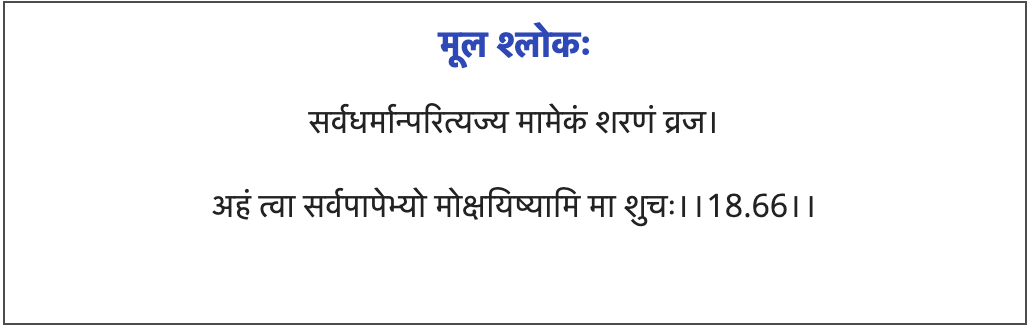 मूल श्लोकः
सर्वधर्मान्परित्यज्य मामेकं शरणं व्रज।
अहं त्वा सर्वपापेभ्यो मोक्षयिष्यामि मा शुचः।।18.66।।